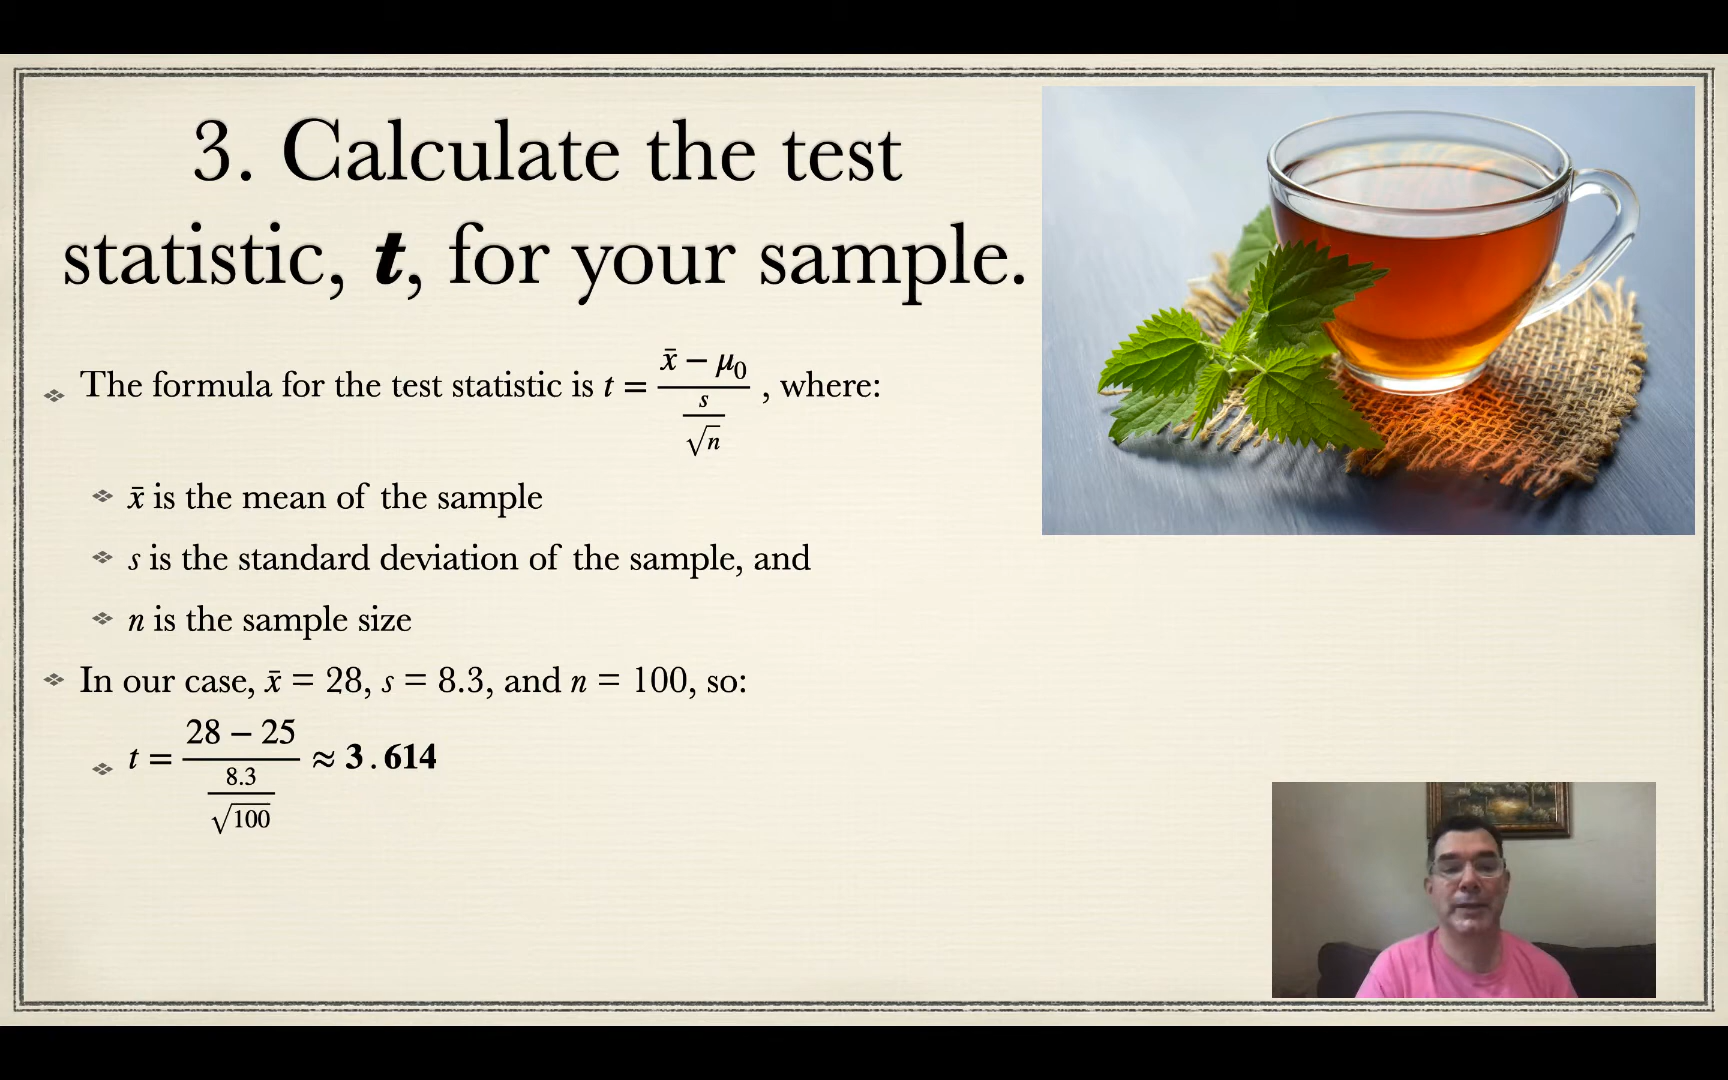 3. Calculate the test
statistic, t, for your sample.
❖ The formula for the test statistic is t = (x̄ − μ₀) / (s / √n) , where:
❖ x̄ is the mean of the sample
❖ s is the standard deviation of the sample, and
❖ n is the sample size
❖ In our case, x̄ = 28, s = 8.3, and n = 100, so:
❖ t = (28 − 25) / (8.3 / √100) ≈ 3.614